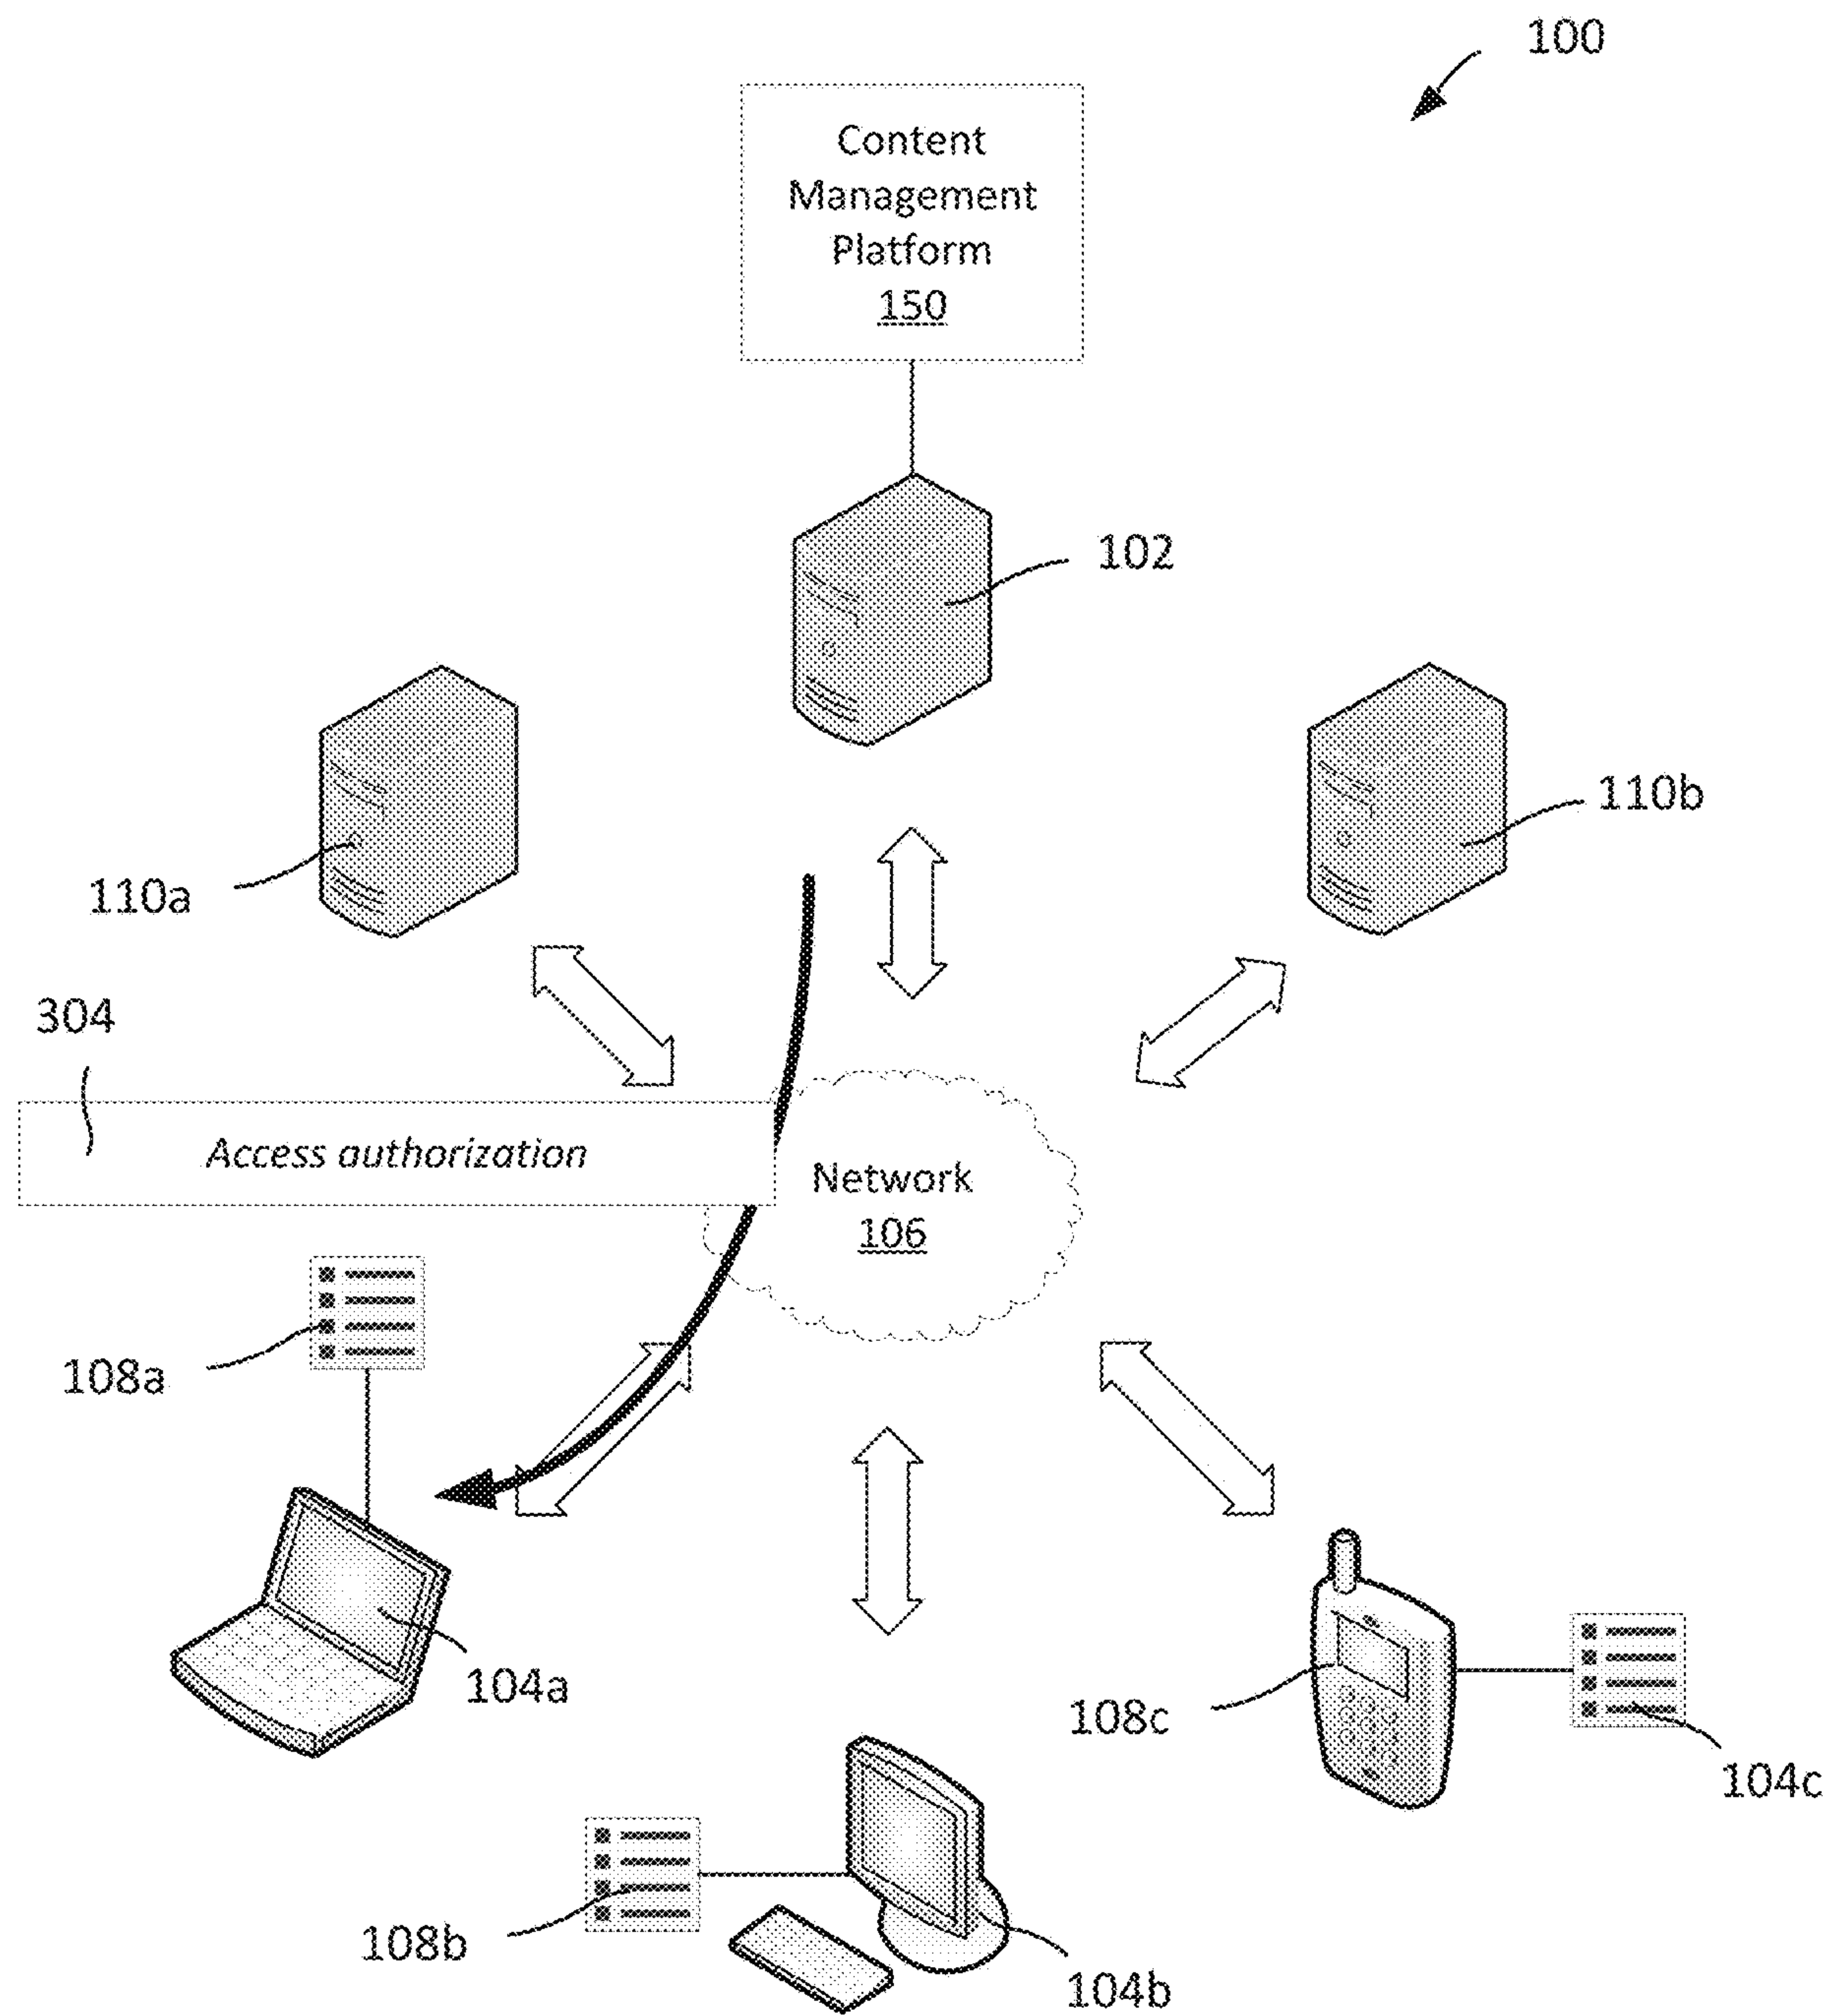 100
Content
Management
Platform
150
102
110b
110a
304
Access authorization
Network
106
108a
104a
108c
104c
108b
104b